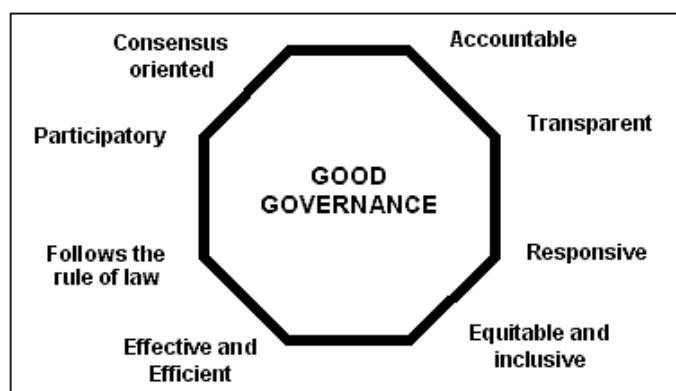 Consensus
oriented
Accountable
Participatory
Transparent
GOOD
GOVERNANCE
Follows the
rule of law
Responsive
Effective and
Efficient
Equitable and
inclusive